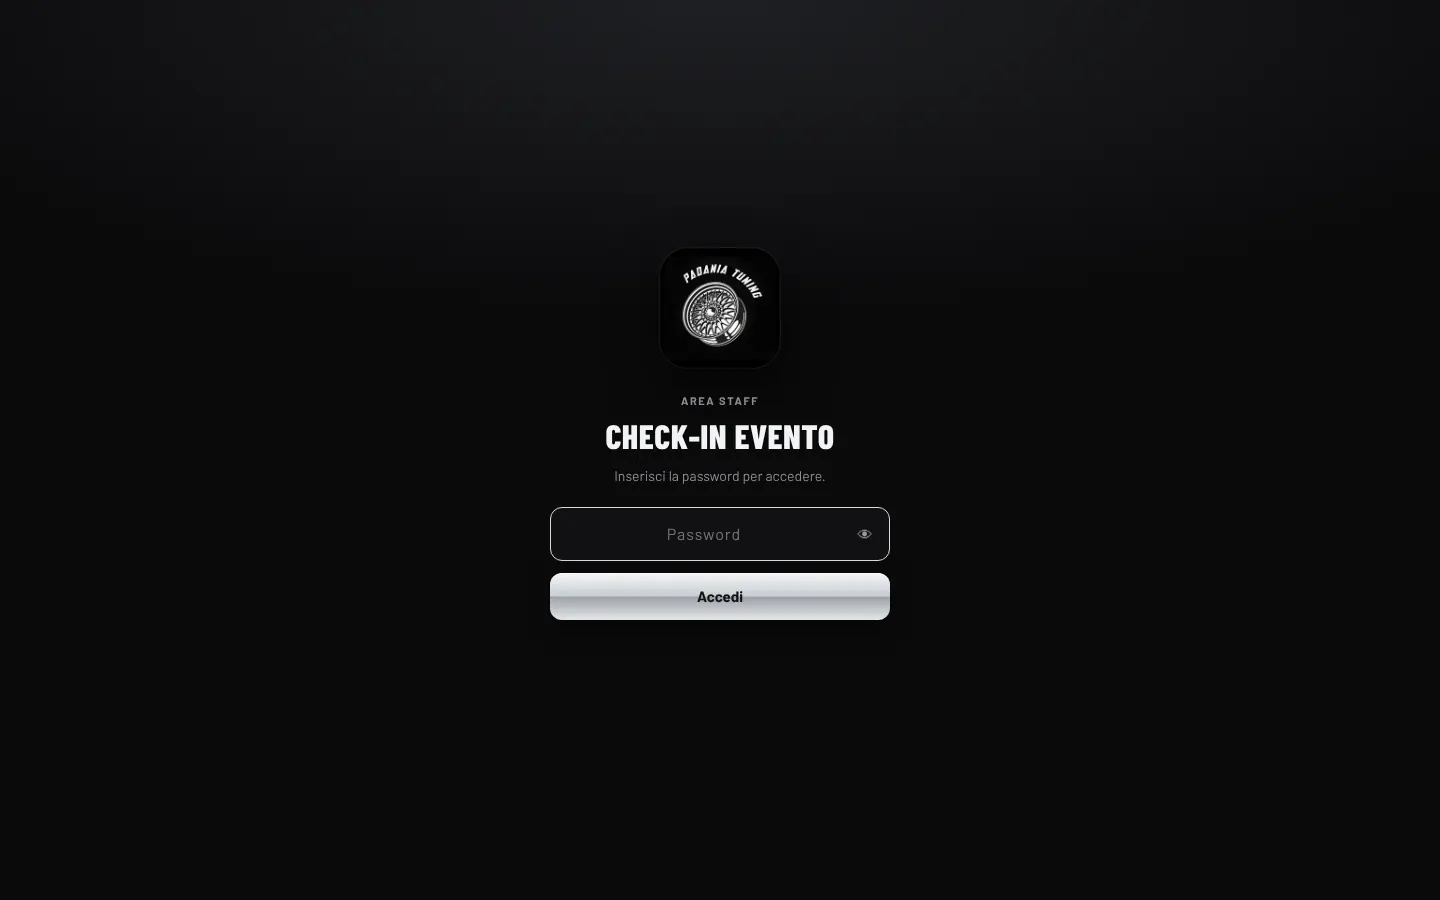 PADANIA TUNING
AREA STAFF
CHECK-IN EVENTO
Inserisci la password per accedere.
Password
Accedi